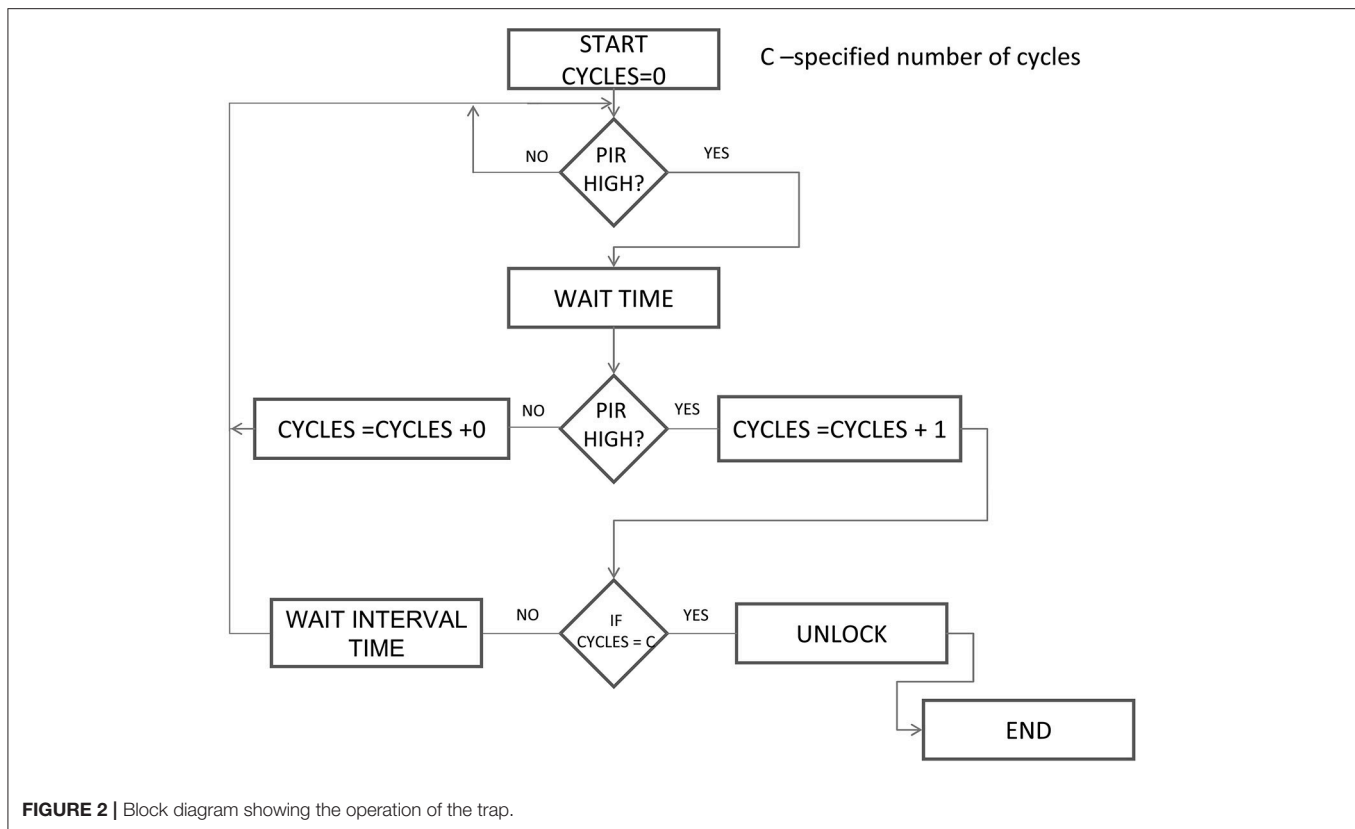 START
CYCLES=0
C –specified number of cycles
NO
PIR
HIGH?
YES
WAIT TIME
CYCLES =CYCLES +0
NO
PIR
HIGH?
YES
CYCLES =CYCLES + 1
WAIT INTERVAL
TIME
NO
IF
CYCLES = C
YES
UNLOCK
END
FIGURE 2 | Block diagram showing the operation of the trap.